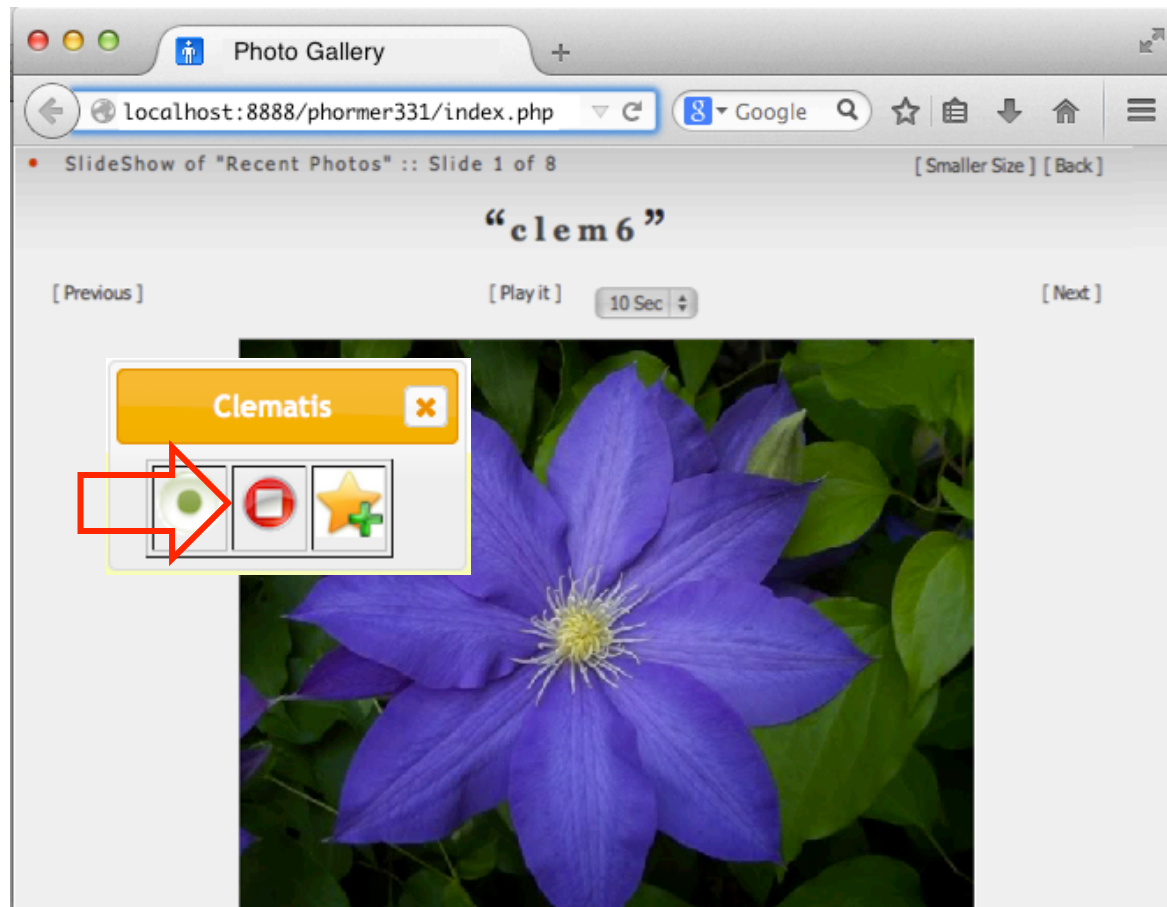 Photo Gallery
localhost:8888/phormer331/index.php
8 Google
SlideShow of "Recent Photos" :: Slide 1 of 8
[ Smaller Size ] [ Back ]
“clem6”
[ Previous ] [ Play it ] 10 Sec [ Next ]
Clematis